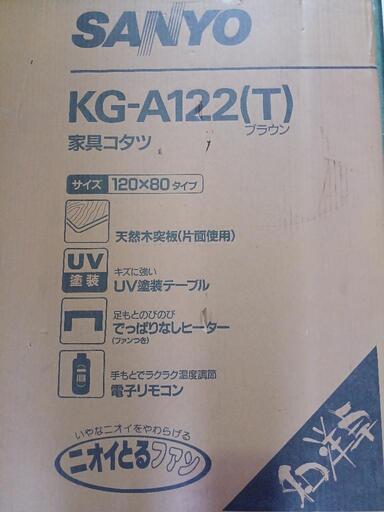 SANYO
KG-A122(T)
ブラウン
家具コタツ
サイズ 120×80タイプ
天然木突板(片面使用)
UV
塗装
キズに強い
UV塗装テーブル
足もとのびのび
でっぱりなしヒーター
(ファンつき)
手もとでラクラク温度調節
電子リモコン
いやなニオイをやわらげる
ニオイとるファン
和洋卓